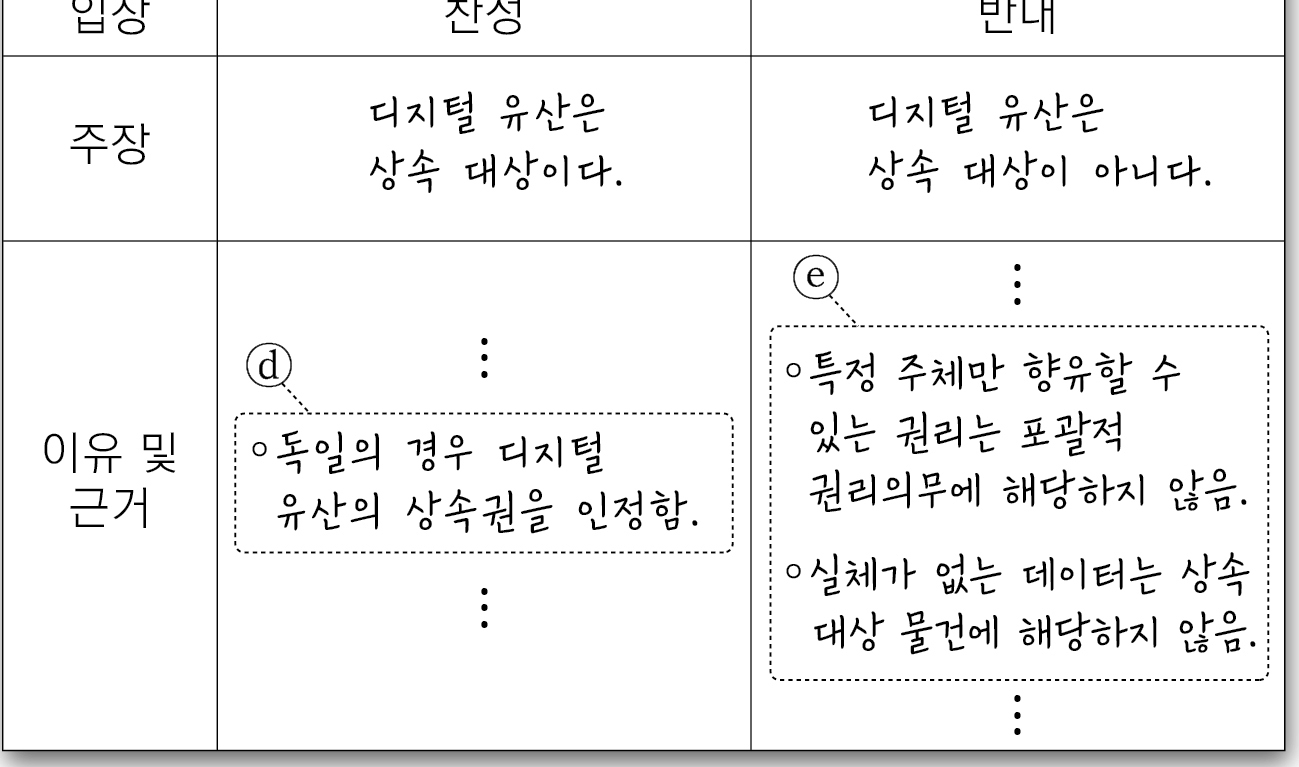 입장
찬성
반대
주장
디지털 유산은
상속 대상이다.
디지털 유산은
상속 대상이 아니다.
이유 및
근거
ⓓ
◦독일의 경우 디지털
유산의 상속권을 인정함.
ⓔ
◦특정 주체만 향유할 수
있는 권리는 포괄적
권리의무에 해당하지 않음.
◦실체가 없는 데이터는 상속
대상 물건에 해당하지 않음.